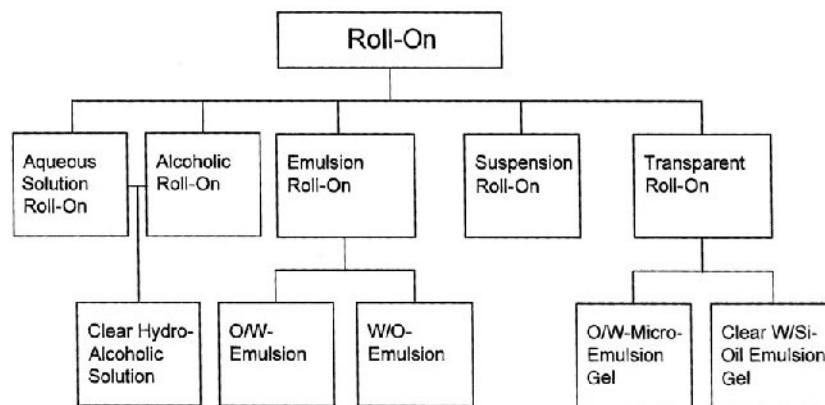 Roll-On
Aqueous
Solution
Roll-On
Alcoholic
Roll-On
Emulsion
Roll-On
Suspension
Roll-On
Transparent
Roll-On
Clear Hydro-
Alcoholic
Solution
O/W-
Emulsion
W/O-
Emulsion
O/W-Micro-
Emulsion
Gel
Clear W/Si-
Oil Emulsion
Gel